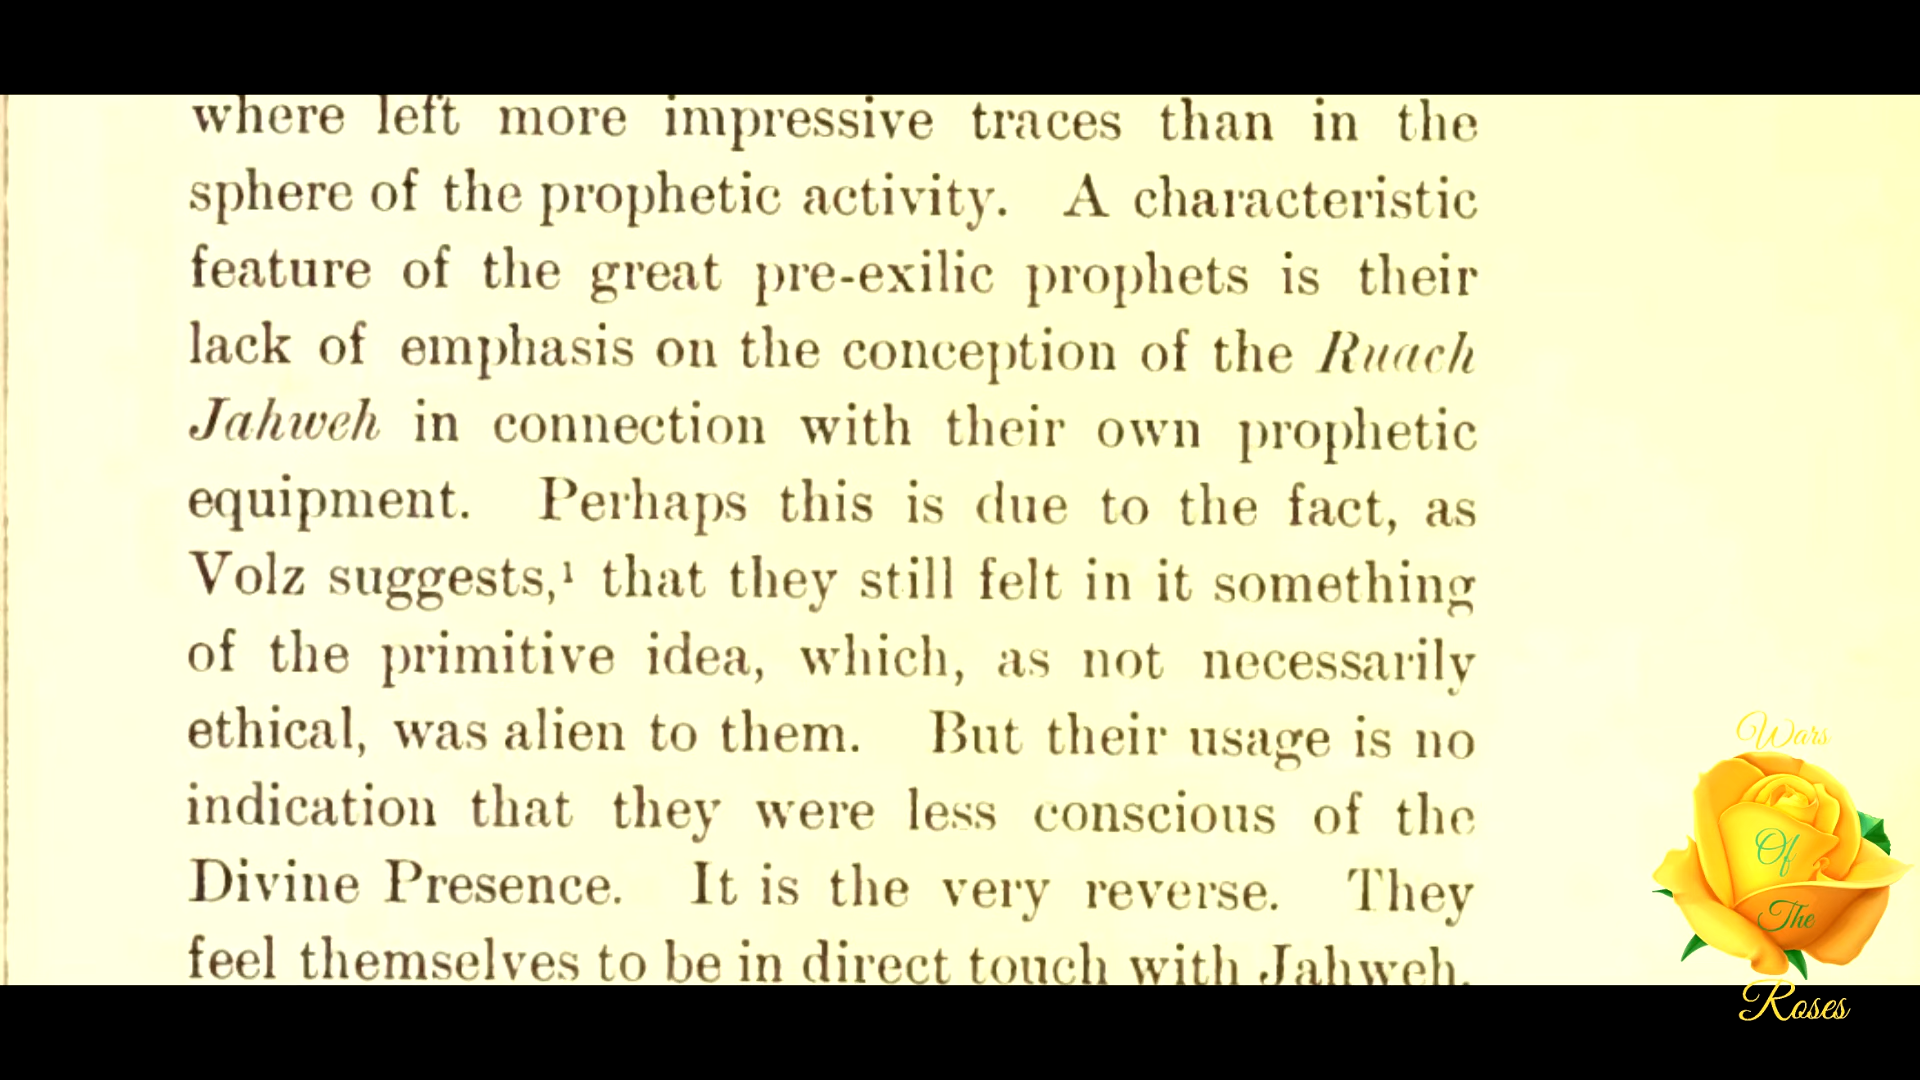 where left more impressive traces than in the
sphere of the prophetic activity. A characteristic
feature of the great pre-exilic prophets is their
lack of emphasis on the conception of the Ruach
Jahweh in connection with their own prophetic
equipment. Perhaps this is due to the fact, as
Volz suggests,¹ that they still felt in it something
of the primitive idea, which, as not necessarily
ethical, was alien to them. But their usage is no
indication that they were less conscious of the
Divine Presence. It is the very reverse. They
feel themselves to be in direct touch with Jahweh.
Wars
Of
The
Roses